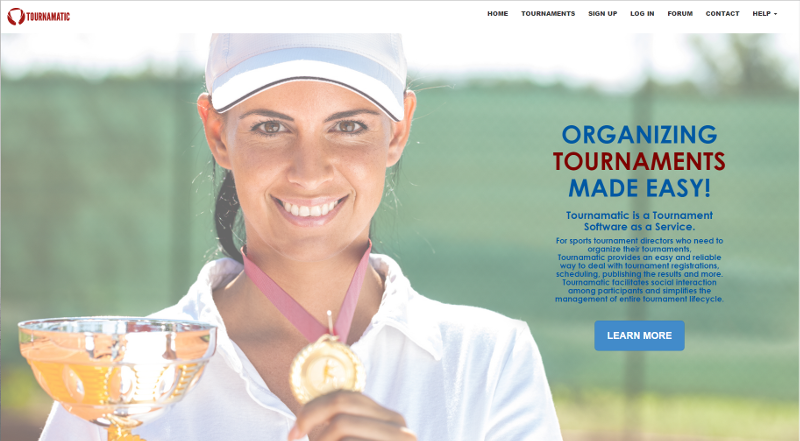 TOURNAMATIC
HOME TOURNAMENTS SIGN UP LOG IN FORUM CONTACT HELP
ORGANIZING
TOURNAMENTS
MADE EASY!
Tournamatic is a Tournament
Software as a Service.
For sports tournament directors who need to
organize their tournaments,
Tournamatic provides an easy and reliable
way to deal with tournament registrations,
scheduling, publishing the results and more.
Tournamatic facilitates social interaction
among participants and simplifies the
management of entire tournament lifecycle.
LEARN MORE